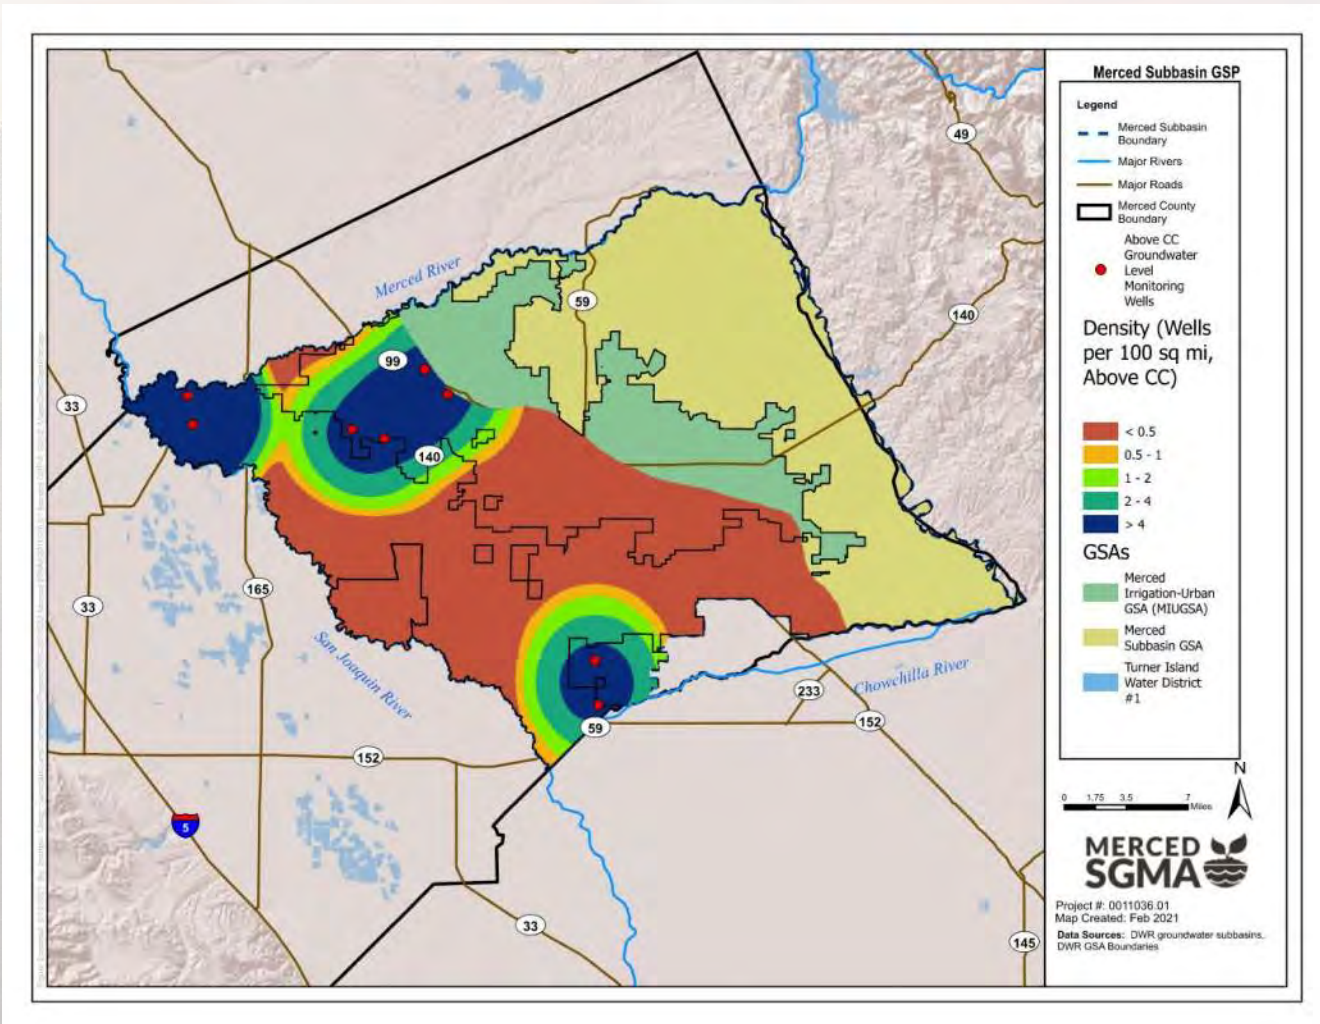 Merced Subbasin GSP
Legend
Merced Subbasin
Boundary
Major Rivers
Major Roads
Merced County
Boundary
Above CC
Groundwater
Level
Monitoring
Wells
Density (Wells
per 100 sq mi,
Above CC)
< 0.5
0.5 - 1
1 - 2
2 - 4
> 4
GSAs
Merced
Irrigation-Urban
GSA (MIUGSA)
Merced
Subbasin GSA
Turner Island
Water District
#1
N
0 1.75 3.5 7
Miles
MERCED
SGMA
Project #: 0011036.01
Map Created: Feb 2021
Data Sources: DWR groundwater subbasins,
DWR GSA Boundaries
49
Merced River
59
140
99
33
140
165
33
San Joaquin River
Chowchilla River
233
152
59
152
5
33
145